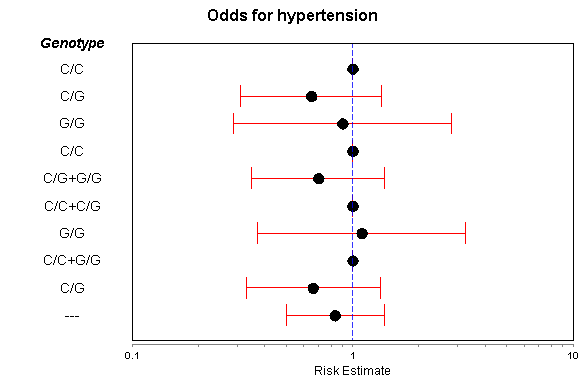 Odds for hypertension
Genotype
C/C
C/G
G/G
C/C
C/G+G/G
C/C+C/G
G/G
C/C+G/G
C/G
---
0.1 1 10
Risk Estimate